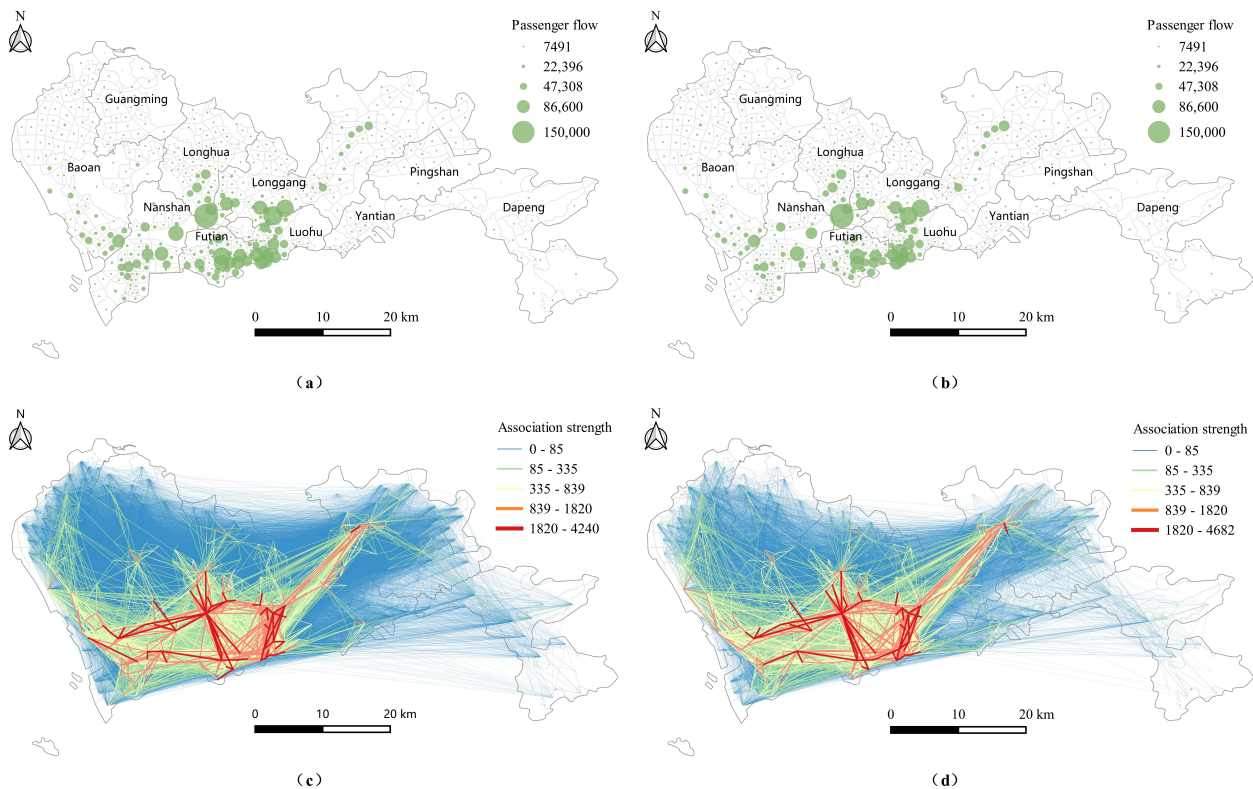 N
Passenger flow
7491
22,396
47,308
86,600
150,000
Guangming
Baoan
Longhua
Longgang
Pingshan
Nanshan
Dapeng
Yantian
Futian
Luohu
0 10 20 km
（a）
N
Passenger flow
7491
22,396
47,308
86,600
150,000
Guangming
Baoan
Longhua
Longgang
Pingshan
Nanshan
Dapeng
Yantian
Futian
Luohu
0 10 20 km
（b）
N
Association strength
0 - 85
85 - 335
335 - 839
839 - 1820
1820 - 4240
0 10 20 km
（c）
N
Association strength
0 - 85
85 - 335
335 - 839
839 - 1820
1820 - 4682
0 10 20 km
（d）